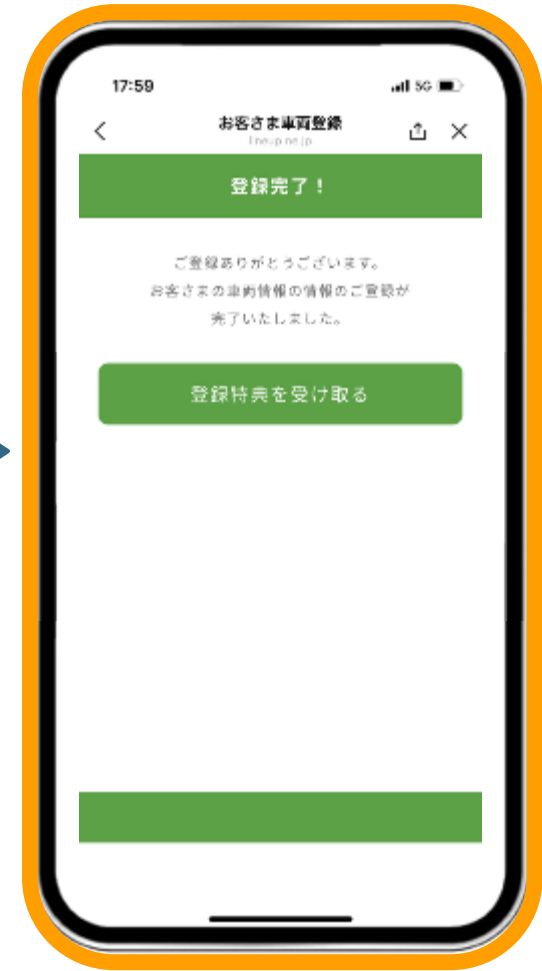 17:59
5G
お客さま車両登録
lineup.ne.jp
登録完了！
ご登録ありがとうございます。
お客さまの車両情報の情報のご登録が
完了いたしました。
登録特典を受け取る